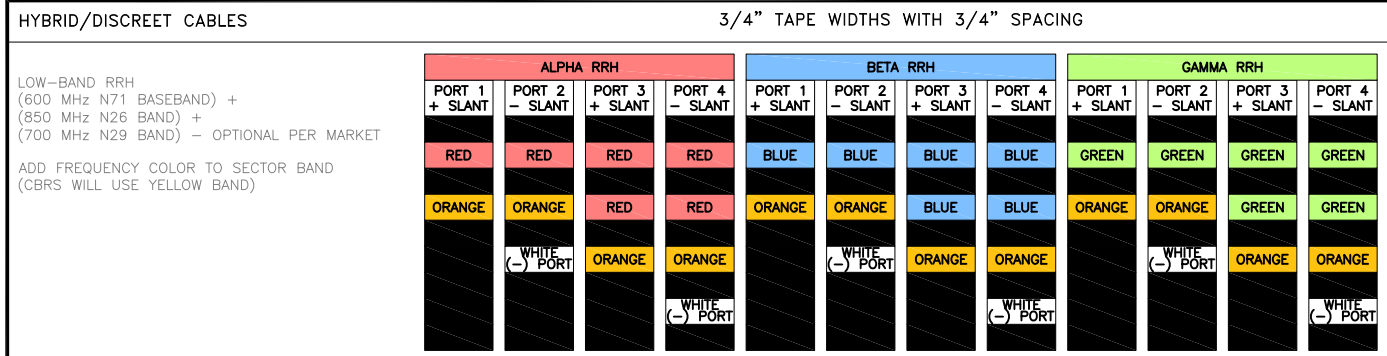 HYBRID/DISCREET CABLES
3/4” TAPE WIDTHS WITH 3/4” SPACING
LOW-BAND RRH
(600 MHz N71 BASEBAND) +
(850 MHz N26 BAND) +
(700 MHz N29 BAND) – OPTIONAL PER MARKET
ADD FREQUENCY COLOR TO SECTOR BAND
(CBRS WILL USE YELLOW BAND)
ALPHA RRH BETA RRH GAMMA RRH
PORT 1 PORT 2 PORT 3 PORT 4 PORT 1 PORT 2 PORT 3 PORT 4 PORT 1 PORT 2 PORT 3 PORT 4
+ SLANT – SLANT + SLANT – SLANT + SLANT – SLANT + SLANT – SLANT + SLANT – SLANT + SLANT – SLANT
RED RED RED RED BLUE BLUE BLUE BLUE GREEN GREEN GREEN GREEN
ORANGE ORANGE RED RED ORANGE ORANGE BLUE BLUE ORANGE ORANGE GREEN GREEN
WHITE WHITE WHITE
(–) PORT ORANGE ORANGE (–) PORT ORANGE ORANGE (–) PORT ORANGE ORANGE
WHITE WHITE WHITE
(–) PORT (–) PORT (–) PORT